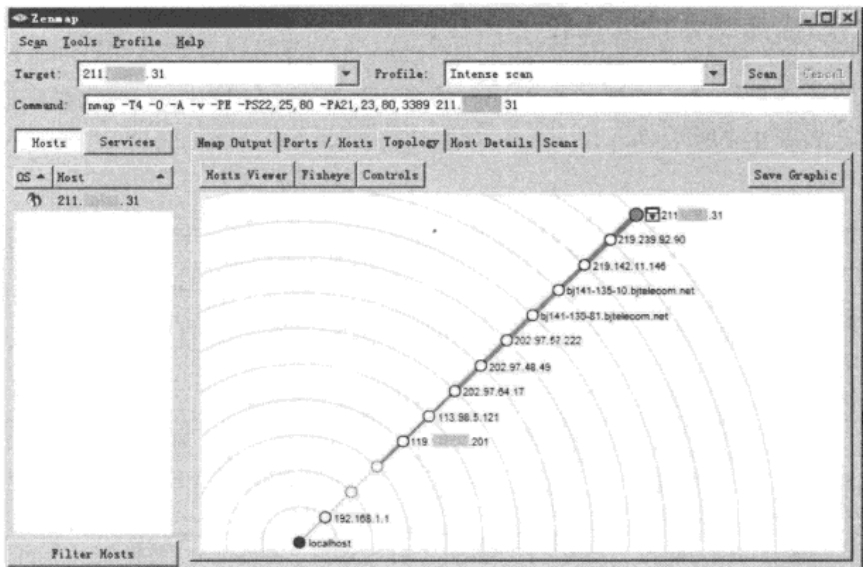 Zenmap
Scan Tools Profile Help
Target: 211. .31 Profile: Intense scan Scan Cancel
Command: nmap -T4 -O -A -v -PE -PS22,25,80 -PA21,23,80,3389 211. 31
Hosts Services
Nmap Output Ports / Hosts Topology Host Details Scans
OS Host
211. .31
Hosts Viewer Fisheye Controls Save Graphic
211 .31
219.239.92.90
219.142.11.146
bj141-135-10.bjtelecom.net
bj141-130-81.bjtelecom.net
202.97.57.222
202.97.48.49
202.97.64.17
113.98.5.121
119. .201
192.168.1.1
localhost
Filter Hosts